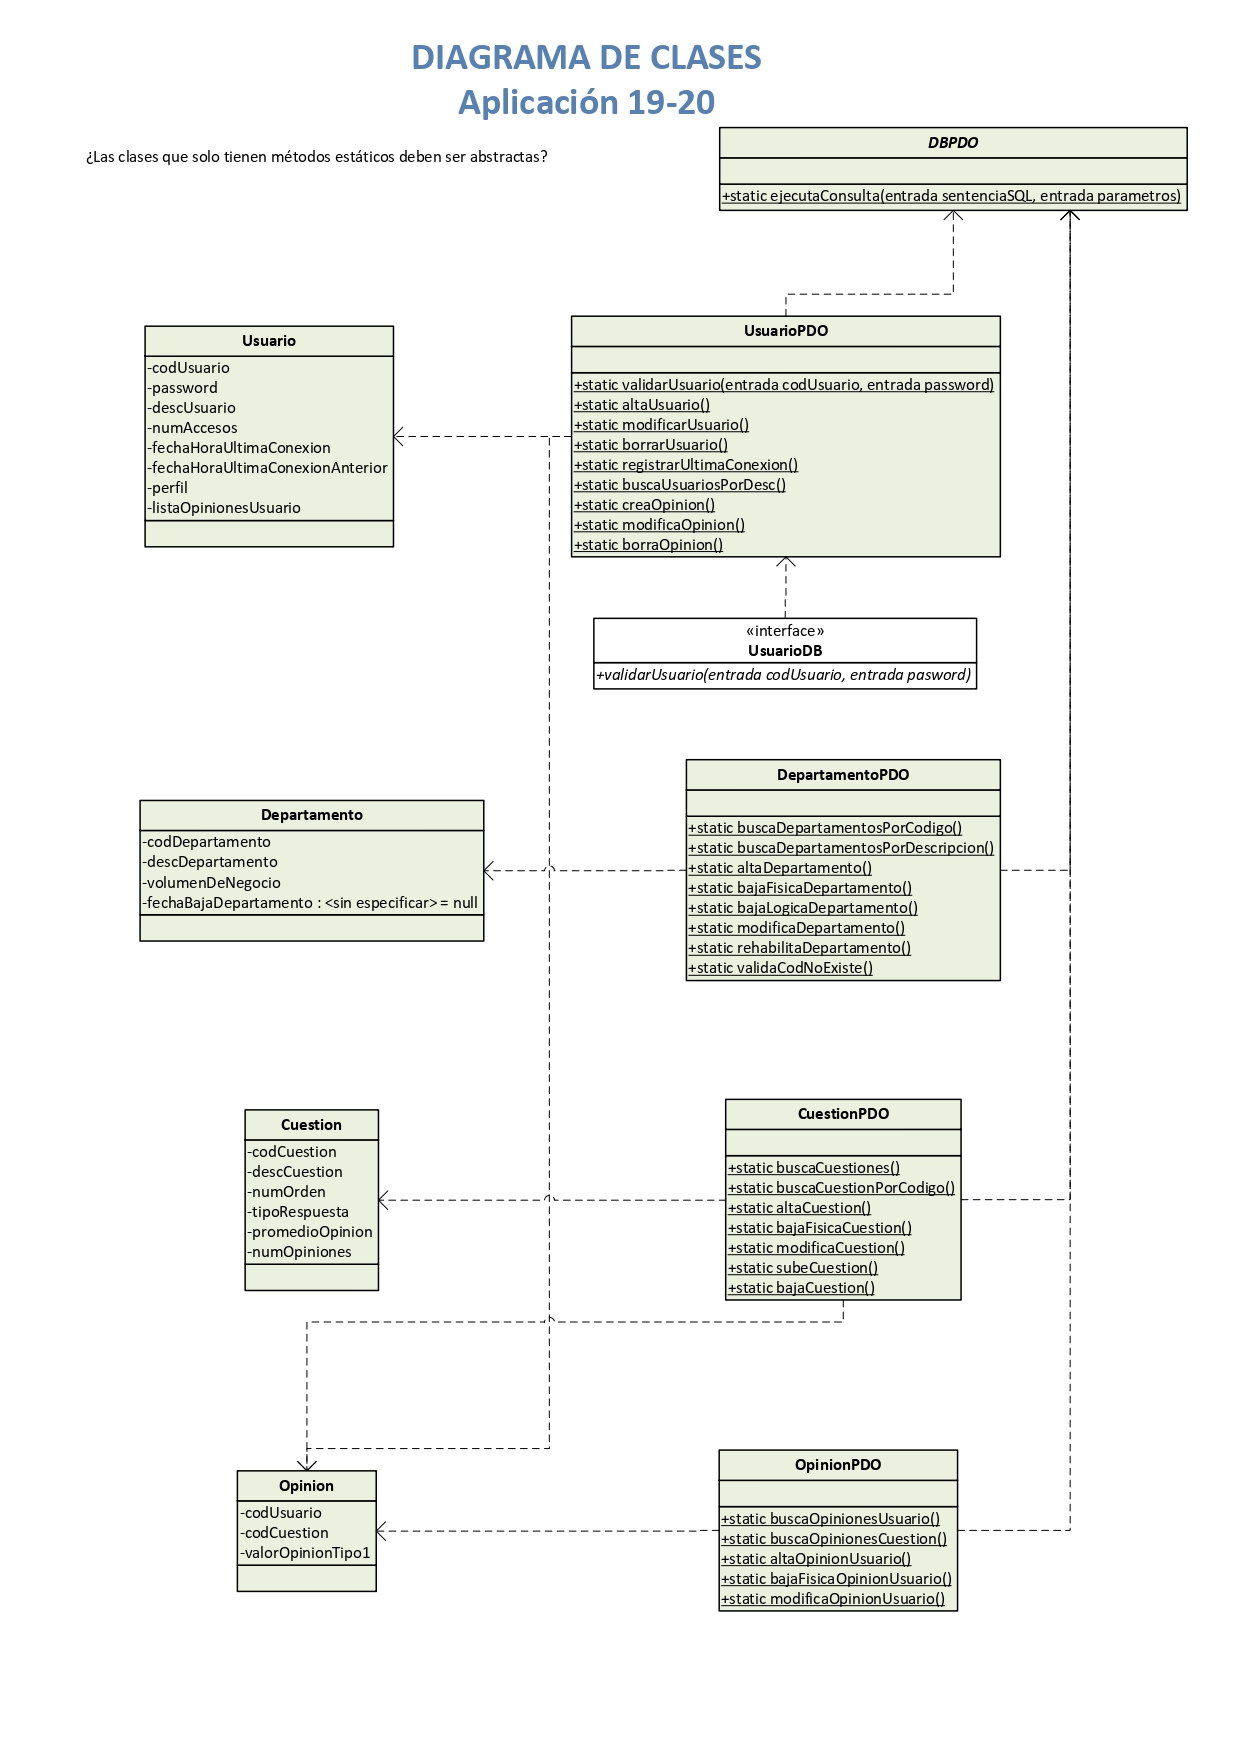 DIAGRAMA DE CLASES
Aplicación 19-20
¿Las clases que solo tienen métodos estáticos deben ser abstractas?
DBPDO
+static ejecutaConsulta(entrada sentenciaSQL, entrada parametros)
Usuario
-codUsuario
-password
-descUsuario
-numAccesos
-fechaHoraUltimaConexion
-fechaHoraUltimaConexionAnterior
-perfil
-listaOpinionesUsuario
UsuarioPDO
+static validarUsuario(entrada codUsuario, entrada password)
+static altaUsuario()
+static modificarUsuario()
+static borrarUsuario()
+static registrarUltimaConexion()
+static buscaUsuariosPorDesc()
+static creaOpinion()
+static modificaOpinion()
+static borraOpinion()
«interface»
UsuarioDB
+validarUsuario(entrada codUsuario, entrada pasword)
Departamento
-codDepartamento
-descDepartamento
-volumenDeNegocio
-fechaBajaDepartamento : <sin especificar> = null
DepartamentoPDO
+static buscaDepartamentosPorCodigo()
+static buscaDepartamentosPorDescripcion()
+static altaDepartamento()
+static bajaFisicaDepartamento()
+static bajaLogicaDepartamento()
+static modificaDepartamento()
+static rehabilitaDepartamento()
+static validaCodNoExiste()
Cuestion
-codCuestion
-descCuestion
-numOrden
-tipoRespuesta
-promedioOpinion
-numOpiniones
CuestionPDO
+static buscaCuestiones()
+static buscaCuestionPorCodigo()
+static altaCuestion()
+static bajaFisicaCuestion()
+static modificaCuestion()
+static subeCuestion()
+static bajaCuestion()
Opinion
-codUsuario
-codCuestion
-valorOpinionTipo1
OpinionPDO
+static buscaOpinionesUsuario()
+static buscaOpinionesCuestion()
+static altaOpinionUsuario()
+static bajaFisicaOpinionUsuario()
+static modificaOpinionUsuario()